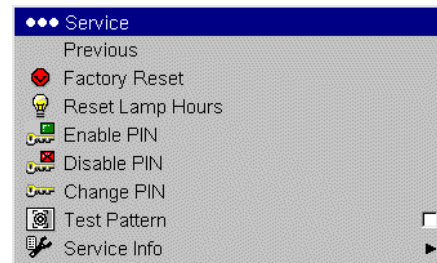 Service
Previous
Factory Reset
Reset Lamp Hours
Enable PIN
Disable PIN
Change PIN
Test Pattern
Service Info